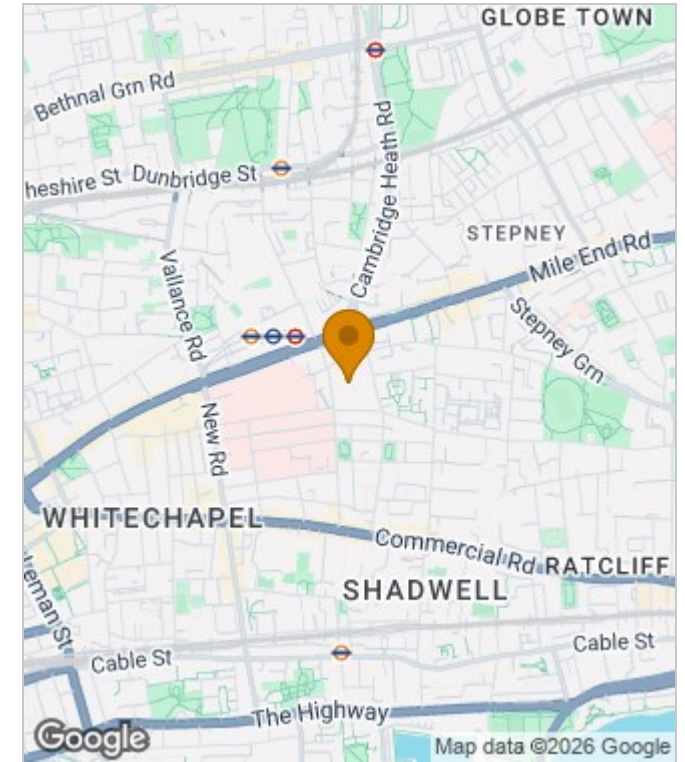 GLOBE TOWN
Bethnal Grn Rd
Cambridge Heath Rd
heshire St
Dunbridge St
STEPNEY
Mile End Rd
Vallance Rd
Stepney Grn
New Rd
WHITECHAPEL
Commercial Rd
RATCLIFF
SHADWELL
eman St
Cable St
Cable St
The Highway
Google
Map data ©2026 Google